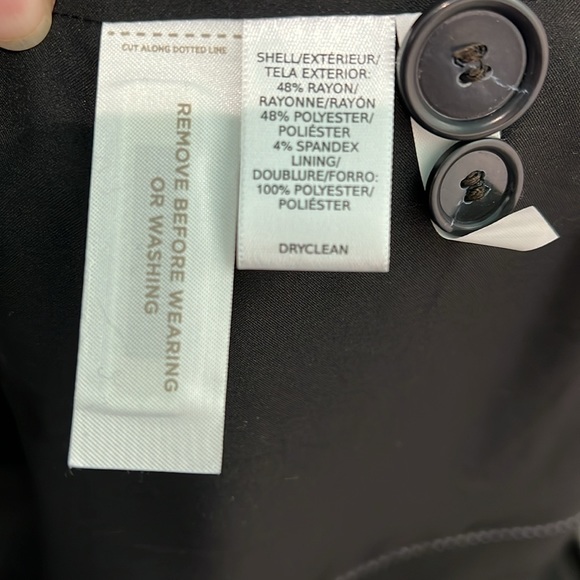 CUT ALONG DOTTED LINE
REMOVE BEFORE WEARING
OR WASHING
SHELL/EXTÉRIEUR/
TELA EXTERIOR:
48% RAYON/
RAYONNE/RAYÓN
48% POLYESTER/
POLIÉSTER
4% SPANDEX
LINING/
DOUBLURE/FORRO:
100% POLYESTER/
POLIÉSTER
DRYCLEAN